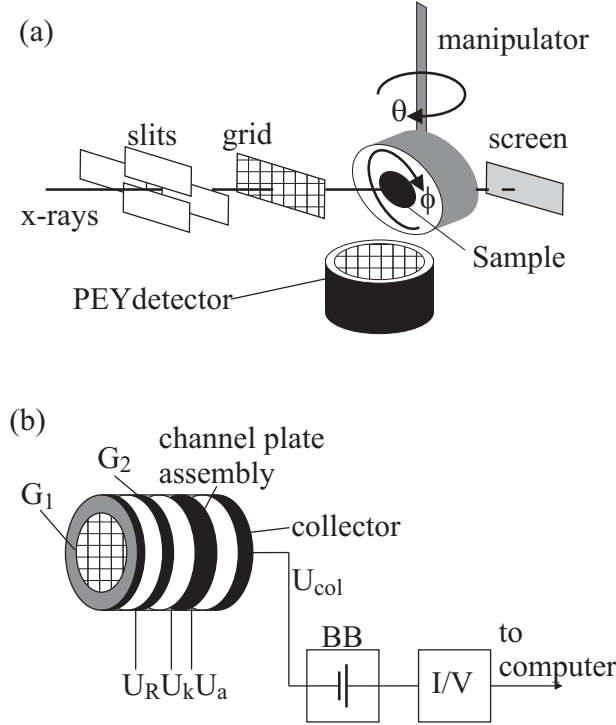 (a)
manipulator
θ
slits
grid
screen
x-rays
ϕ
Sample
PEYdetector
(b)
channel plate
assembly
G2
G1
collector
Ucol
URUkUa
BB
I/V
to
computer